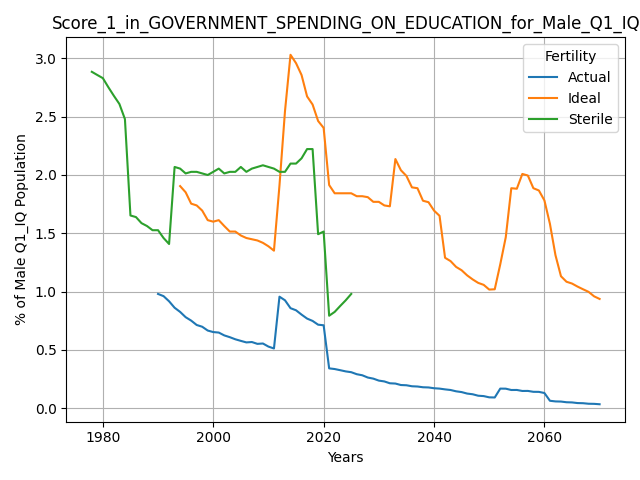 Score_1_in_GOVERNMENT_SPENDING_ON_EDUCATION_for_Male_Q1_IQ
% of Male Q1_IQ Population
3.0
2.5
2.0
1.5
1.0
0.5
0.0
Fertility
Actual
Ideal
Sterile
1980 2000 2020 2040 2060
Years